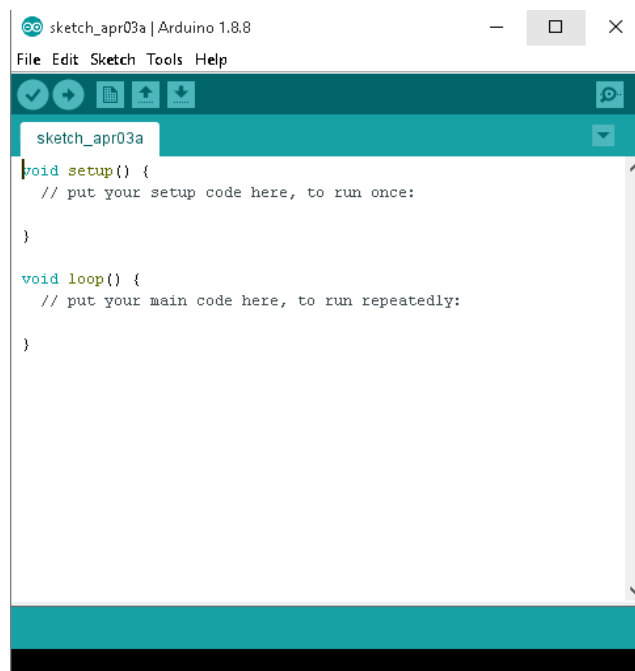 sketch_apr03a | Arduino 1.8.8
File Edit Sketch Tools Help
sketch_apr03a
void setup() {
  // put your setup code here, to run once:
}
void loop() {
  // put your main code here, to run repeatedly:
}